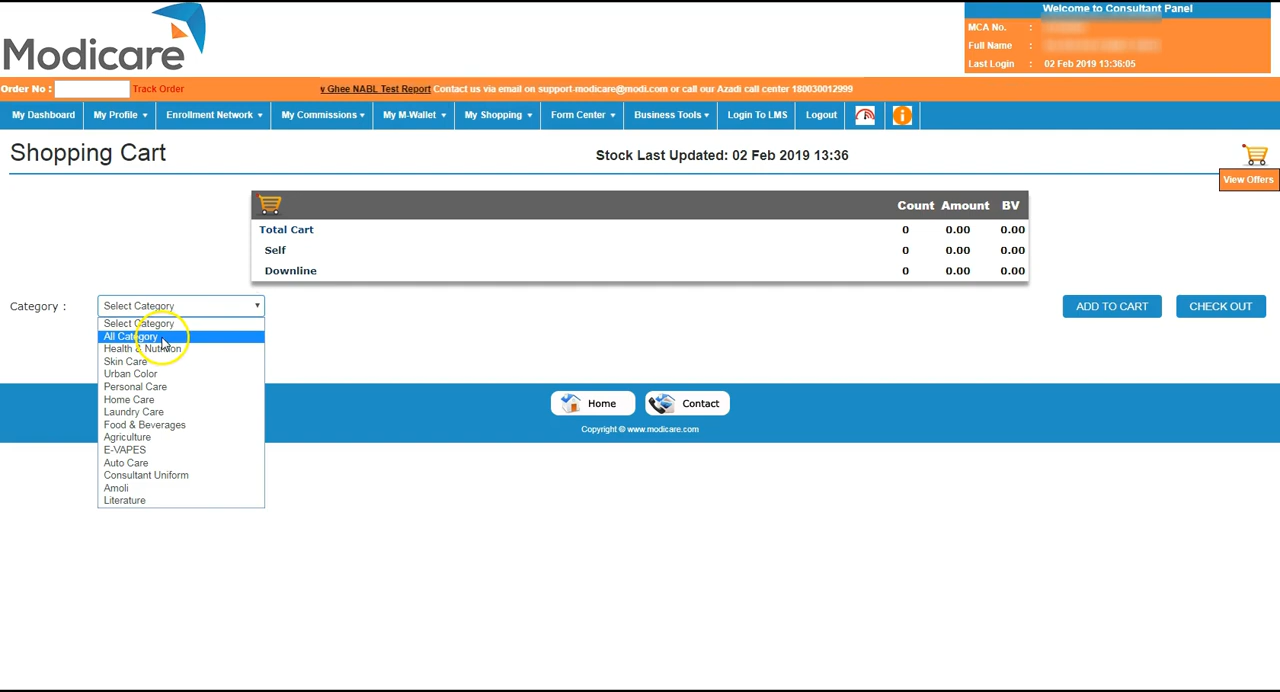 Modicare
Welcome to Consultant Panel
MCA No. :
Full Name :
Last Login : 02 Feb 2019 13:36:05
Order No : Track Order
v Ghee NABL Test Report Contact us via email on support-modicare@modi.com or call our Azadi call center 180030012999
My Dashboard My Profile Enrollment Network My Commissions My M-Wallet My Shopping Form Center Business Tools Login To LMS Logout
Shopping Cart
Stock Last Updated: 02 Feb 2019 13:36
View Offers
Count Amount BV
Total Cart 0 0.00 0.00
Self 0 0.00 0.00
Downline 0 0.00 0.00
Category : Select Category
ADD TO CART CHECK OUT
Select Category
All Category
Health & Nutrition
Skin Care
Urban Color
Personal Care
Home Care
Laundry Care
Food & Beverages
Agriculture
E-VAPES
Auto Care
Consultant Uniform
Amoli
Literature
Home Contact
Copyright © www.modicare.com